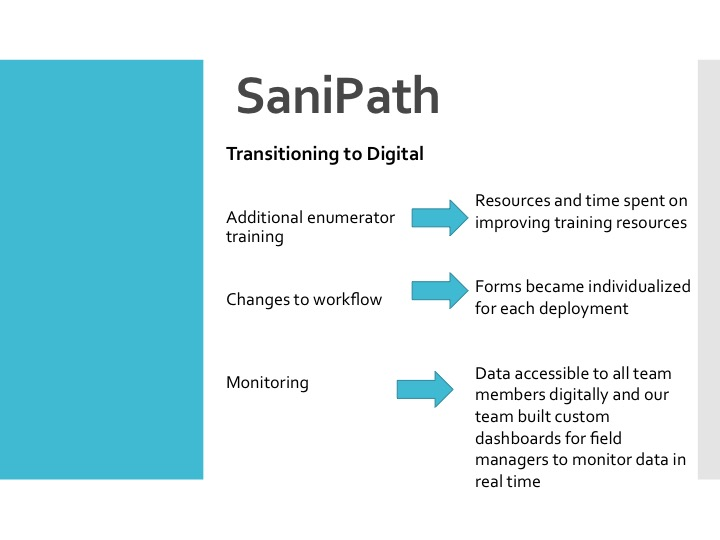 SaniPath
Transitioning to Digital
Additional enumerator
training
Resources and time spent on
improving training resources
Changes to workflow
Forms became individualized
for each deployment
Monitoring
Data accessible to all team
members digitally and our
team built custom
dashboards for field
managers to monitor data in
real time